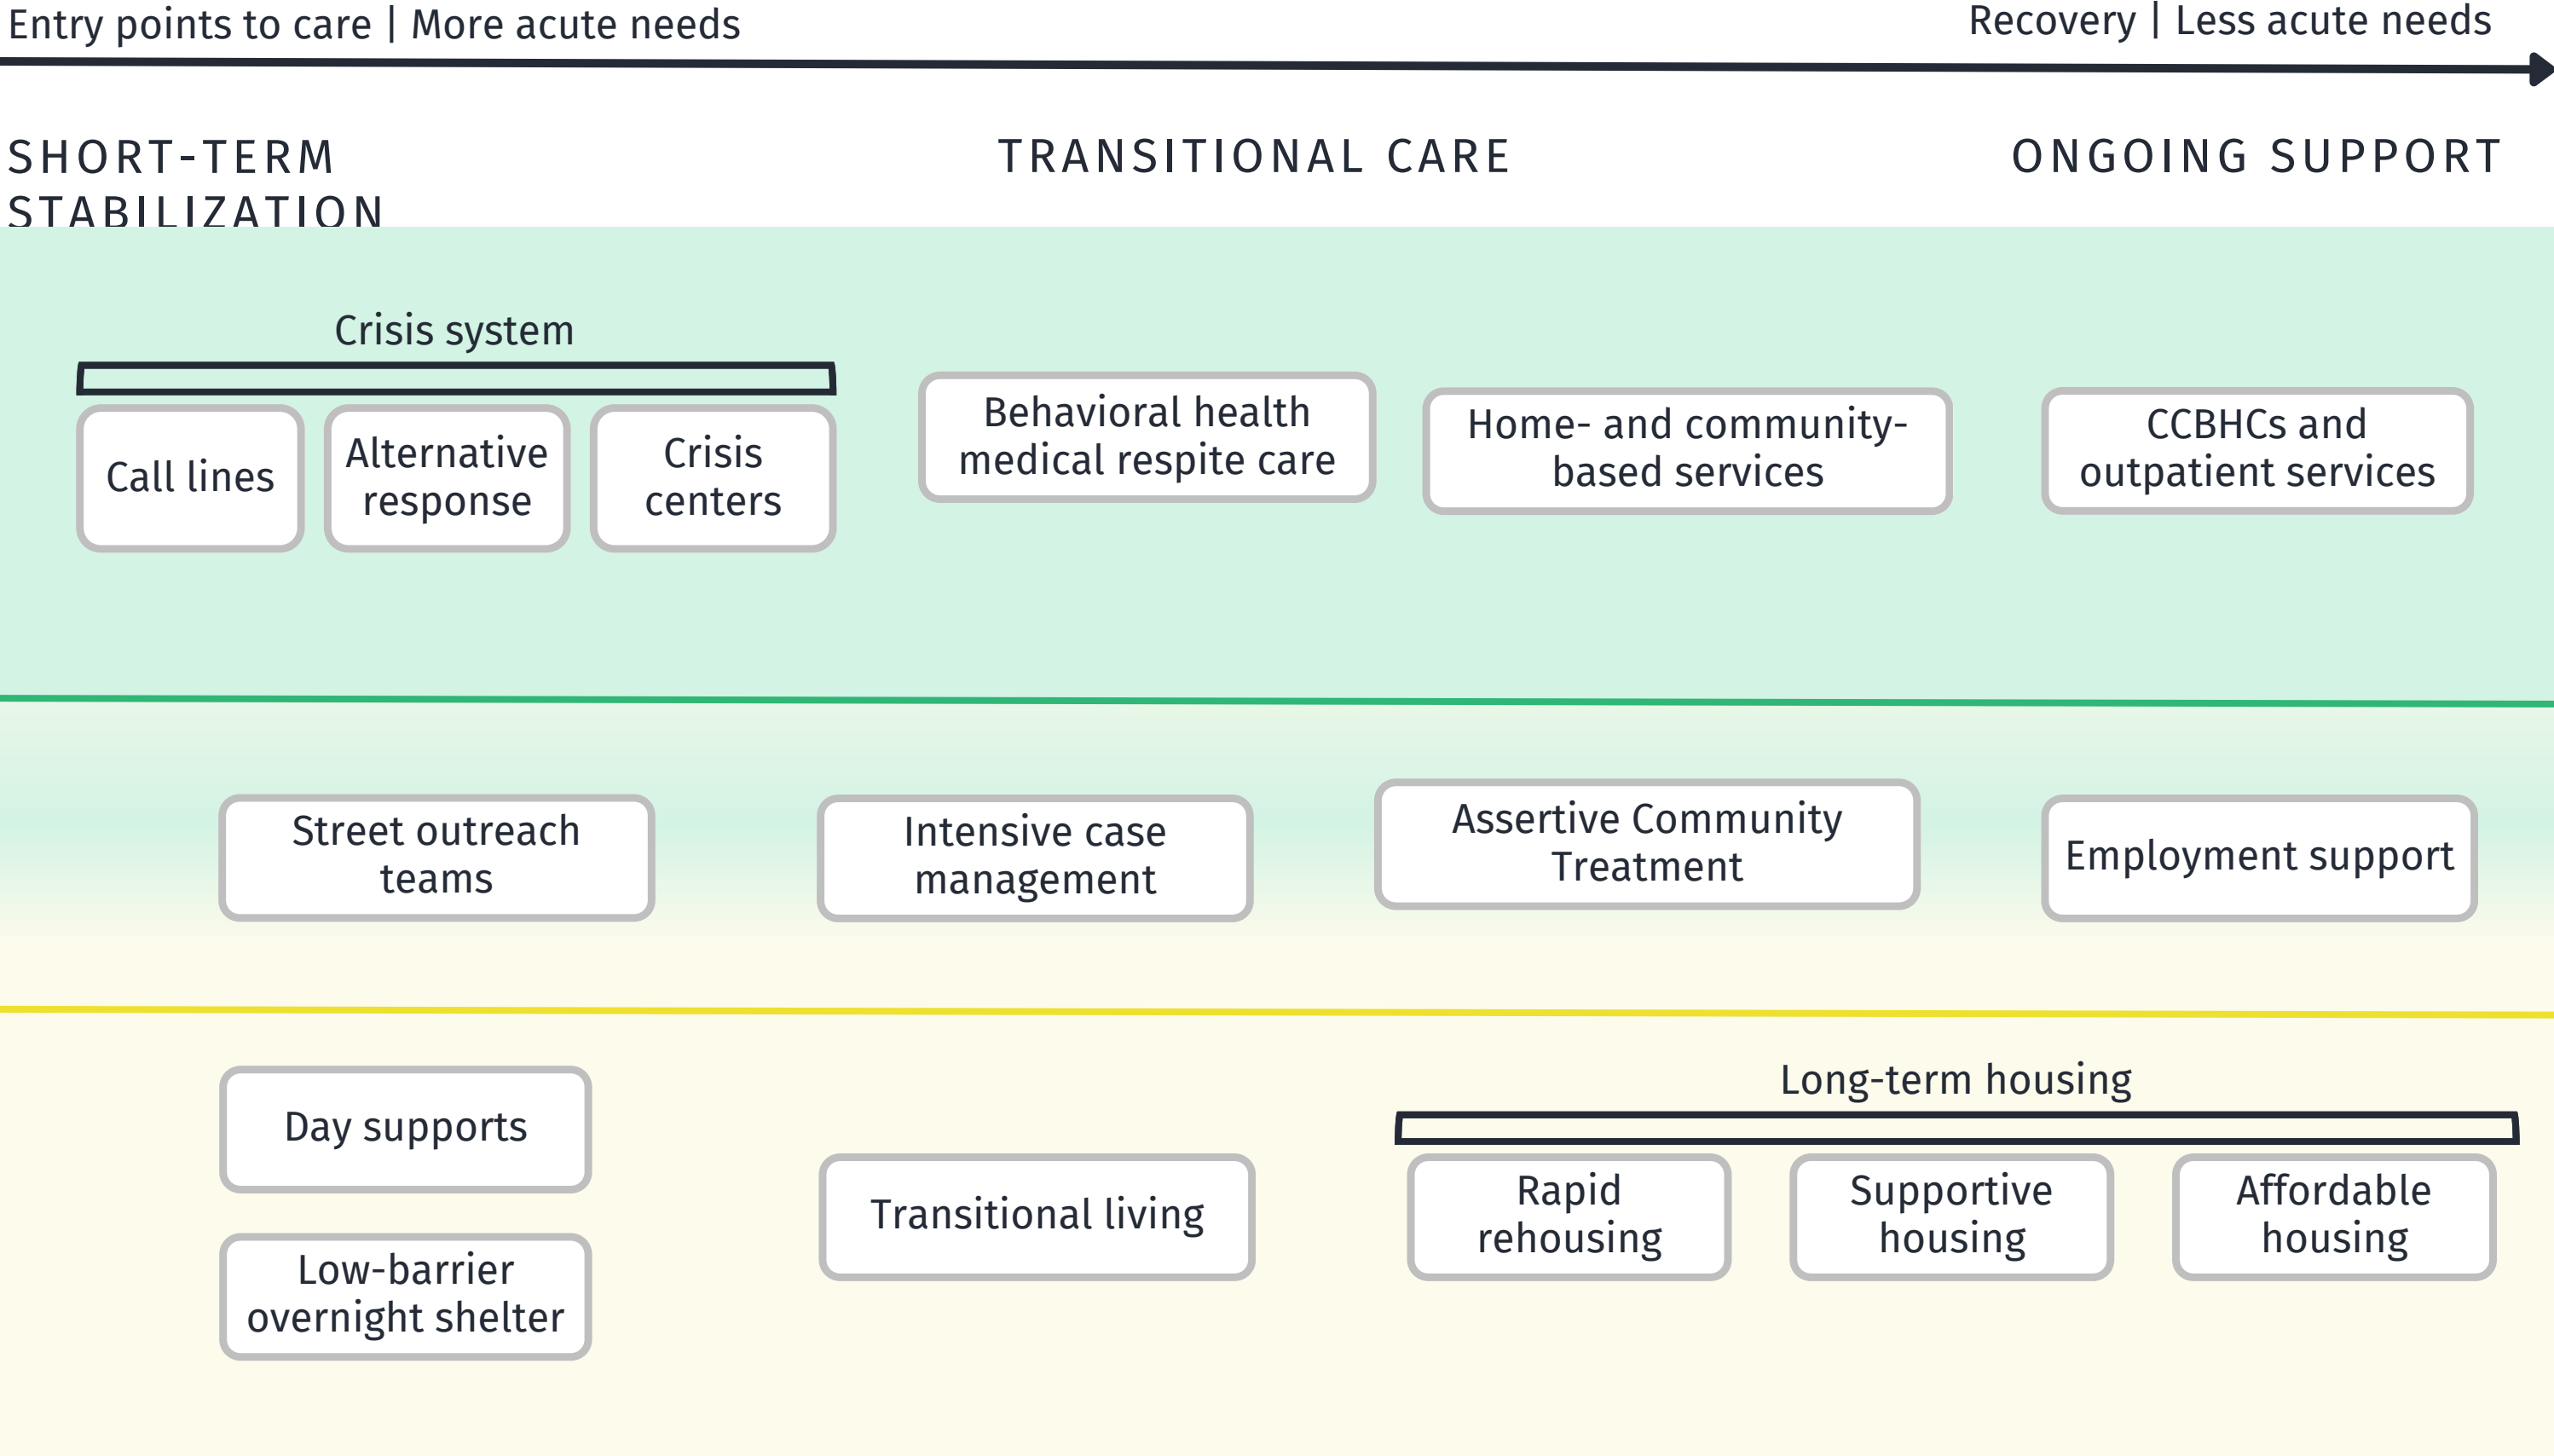 Entry points to care | More acute needs
Recovery | Less acute needs
SHORT-TERM
STABILIZATION
TRANSITIONAL CARE
ONGOING SUPPORT
Crisis system
Call lines
Alternative
response
Crisis
centers
Behavioral health
medical respite care
Home- and community-
based services
CCBHCs and
outpatient services
Street outreach
teams
Intensive case
management
Assertive Community
Treatment
Employment support
Day supports
Low-barrier
overnight shelter
Transitional living
Long-term housing
Rapid
rehousing
Supportive
housing
Affordable
housing